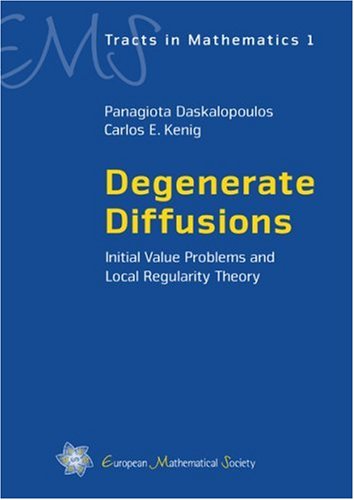 EMS
Tracts in Mathematics 1
Panagiota Daskalopoulos
Carlos E. Kenig
Degenerate
Diffusions
Initial Value Problems and
Local Regularity Theory
European Mathematical Society